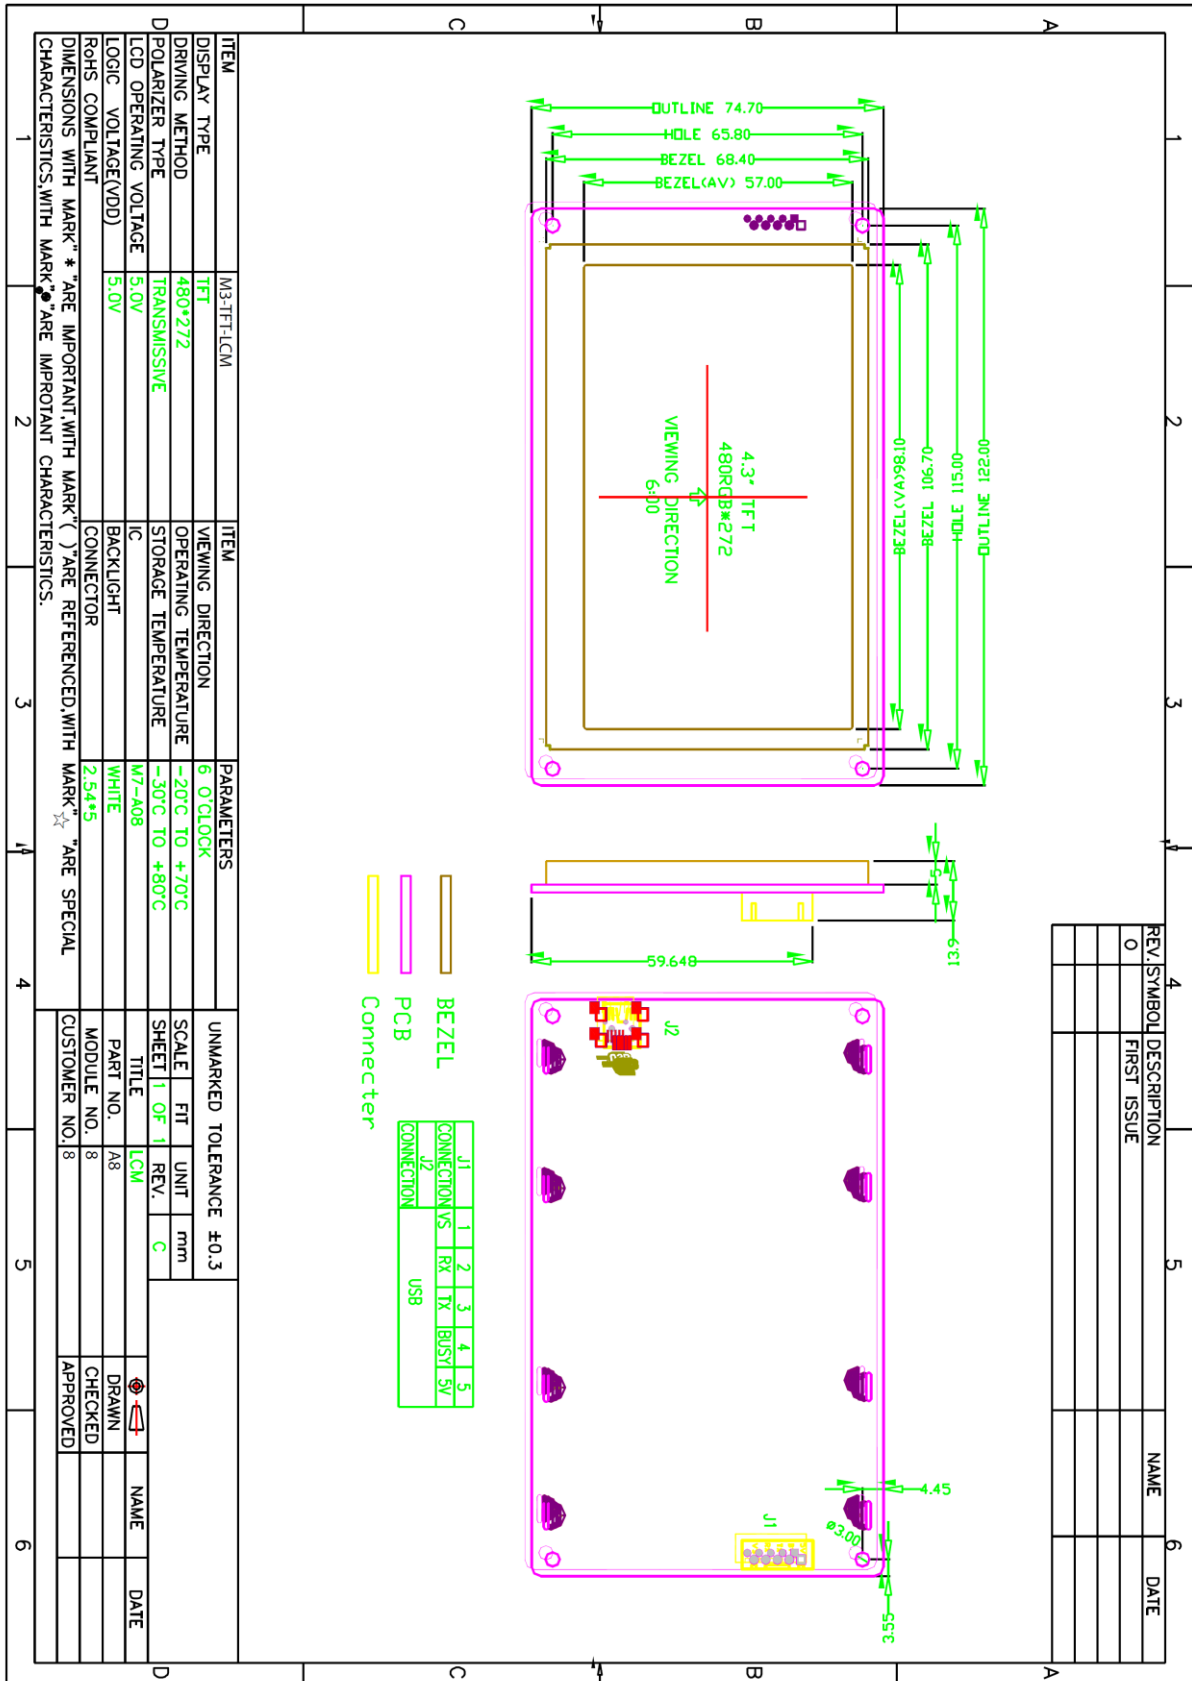 1 2 3 4 5 6
A B C D
REV. SYMBOL DESCRIPTION NAME DATE
0 FIRST ISSUE
OUTLINE 122.00
HOLE 115.00
BEZEL 106.70
BEZEL(VA)98.10
OUTLINE 74.70
HOLE 65.80
BEZEL 68.40
BEZEL(AV) 57.00
4.3" TFT
480RGB*272
VIEWING DIRECTION
6:00
5
13.9
59.648
J2
J1
4.45
ø3.00
3.55
BEZEL
PCB
Connecter
J1 1 2 3 4 5
CONNECTION VS RX TX BUSY 5V
J2 USB
CONNECTION
ITEM M3-TFT-LCM ITEM PARAMETERS
DISPLAY TYPE TFT VIEWING DIRECTION 6 O'CLOCK
DRIVING METHOD 480*272 OPERATING TEMPERATURE -20°C TO +70°C
POLARIZER TYPE TRANSMISSIVE STORAGE TEMPERATURE -30°C TO +80°C
LCD OPERATING VOLTAGE 5.0V IC M7-A08
LOGIC VOLTAGE(VDD) 5.0V BACKLIGHT WHITE
RoHS COMPLIANT CONNECTOR 2.54*5
DIMENSIONS WITH MARK" * "ARE IMPORTANT,WITH MARK"( )"ARE REFERENCED,WITH MARK" ☆ "ARE SPECIAL
CHARACTERISTICS,WITH MARK"●"ARE IMPROTANT CHARACTERISTICS.
UNMARKED TOLERANCE ±0.3
SCALE FIT UNIT mm
SHEET 1 OF 1 REV. C
TITLE LCM NAME DATE
PART NO. A8 DRAWN
MODULE NO. 8 CHECKED
CUSTOMER NO. 8 APPROVED
D C B A